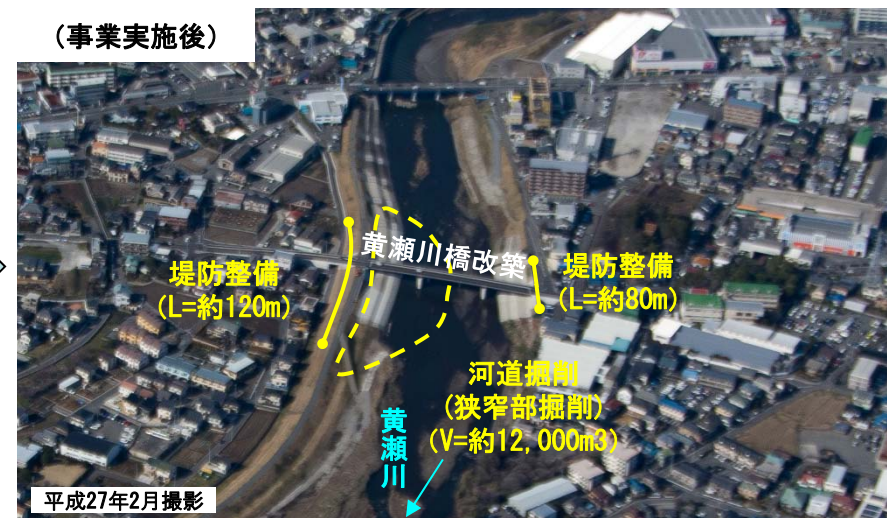 (事業実施後)
黄瀬川橋改築
堤防整備
(L=約120m)
堤防整備
(L=約80m)
河道掘削
(狭窄部掘削)
(V=約12,000m3)
黄瀬川
平成27年2月撮影